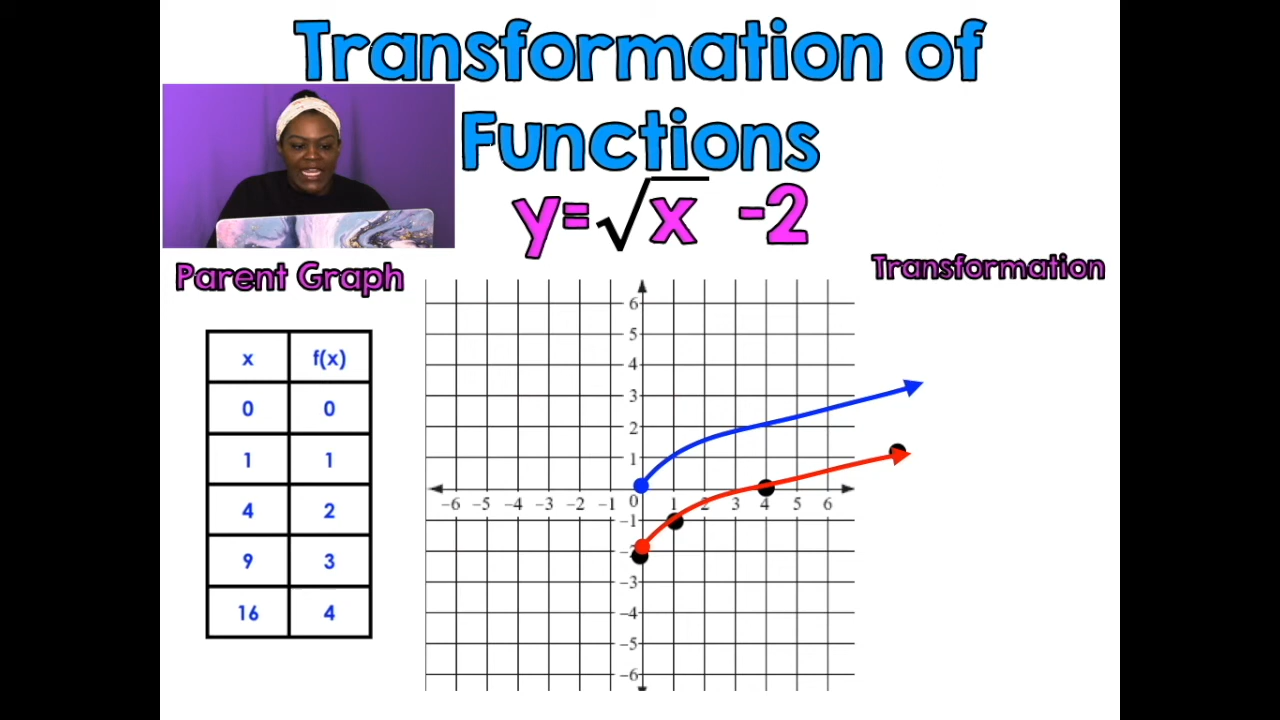 Transformation of
Functions
y=√x -2
Parent Graph
Transformation
x f(x)
0 0
1 1
4 2
9 3
16 4
6
5
4
3
2
1
-6 -5 -4 -3 -2 -1 0 1 2 3 4 5 6
-1
-2
-3
-4
-5
-6